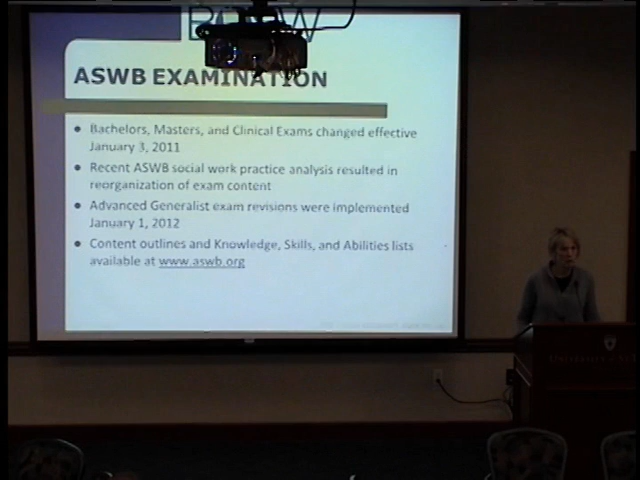 ASWB EXAMINATION
Bachelors, Masters, and Clinical Exams changed effective
January 3, 2011
Recent ASWB social work practice analysis resulted in
reorganization of exam content
Advanced Generalist exam revisions were implemented
January 1, 2012
Content outlines and Knowledge, Skills, and Abilities lists
available at www.aswb.org